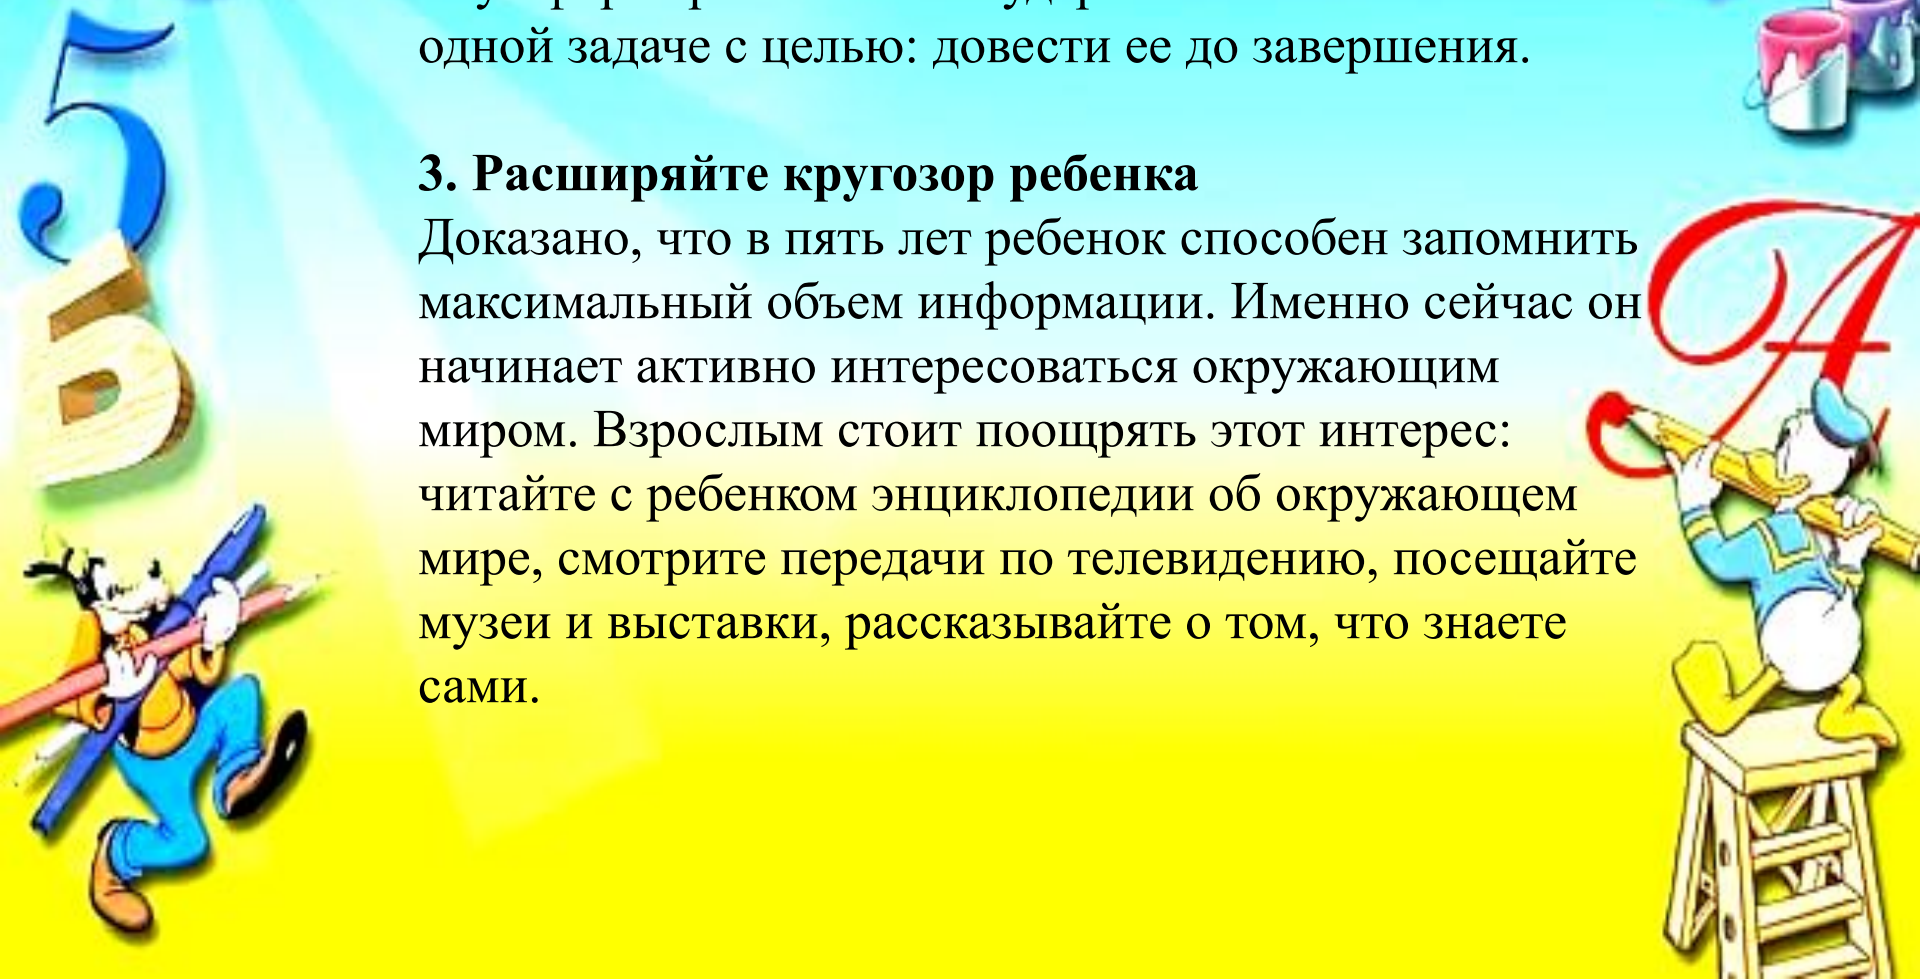 одной задаче с целью: довести ее до завершения.
3. Расширяйте кругозор ребенка
Доказано, что в пять лет ребенок способен запомнить
максимальный объем информации. Именно сейчас он
начинает активно интересоваться окружающим
миром. Взрослым стоит поощрять этот интерес:
читайте с ребенком энциклопедии об окружающем
мире, смотрите передачи по телевидению, посещайте
музеи и выставки, рассказывайте о том, что знаете
сами.
5
Б
А